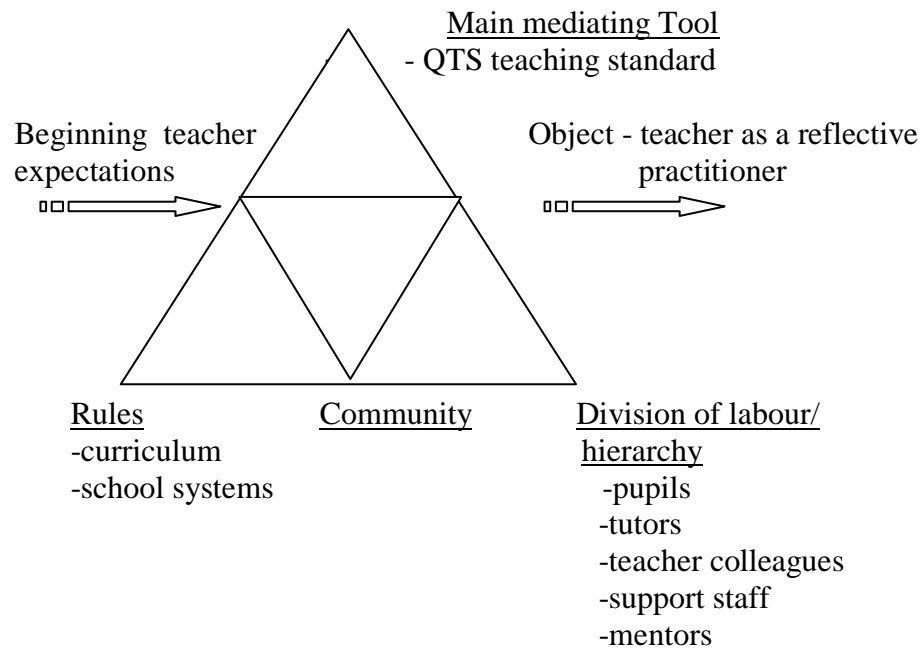 Main mediating Tool
- QTS teaching standard
Beginning teacher
expectations
Object - teacher as a reflective
practitioner
Rules
-curriculum
-school systems
Community
Division of labour/
hierarchy
-pupils
-tutors
-teacher colleagues
-support staff
-mentors